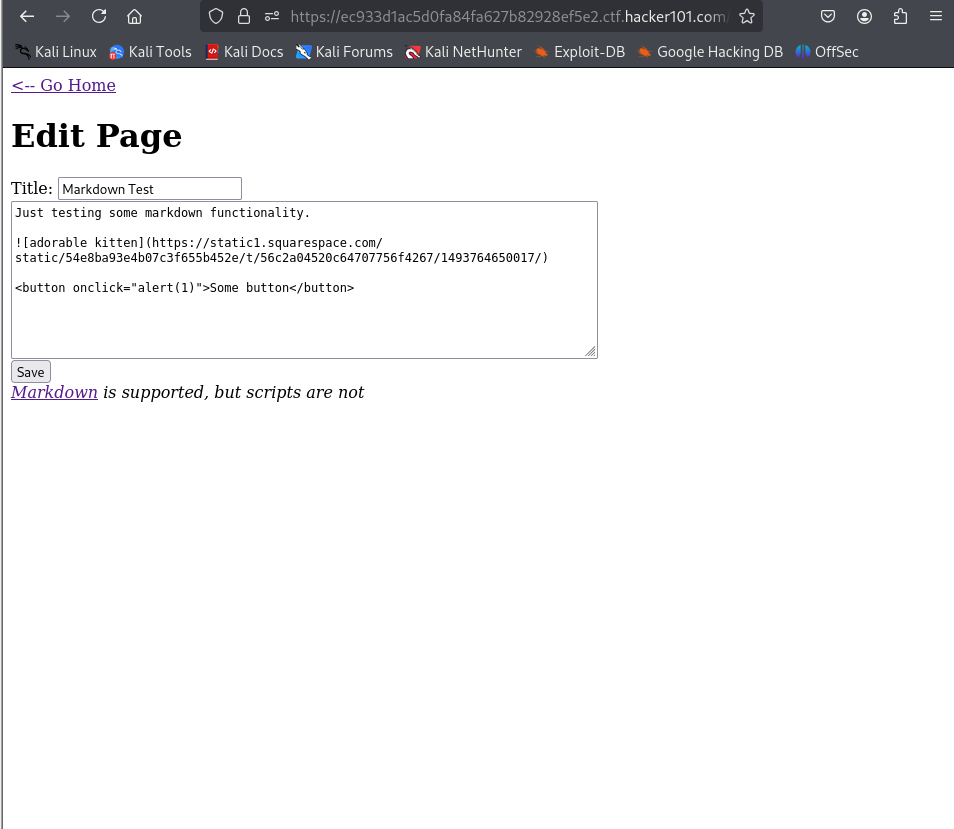 https://ec933d1ac5d0fa84fa627b82928ef5e2.ctf.hacker101.com/
Kali Linux Kali Tools Kali Docs Kali Forums Kali NetHunter Exploit-DB Google Hacking DB OffSec
<-- Go Home
Edit Page
Title: Markdown Test
Just testing some markdown functionality.
![adorable kitten](https://static1.squarespace.com/
static/54e8ba93e4b07c3f655b452e/t/56c2a04520c64707756f4267/1493764650017/)
<button onclick="alert(1)">Some button</button>
Save
Markdown is supported, but scripts are not